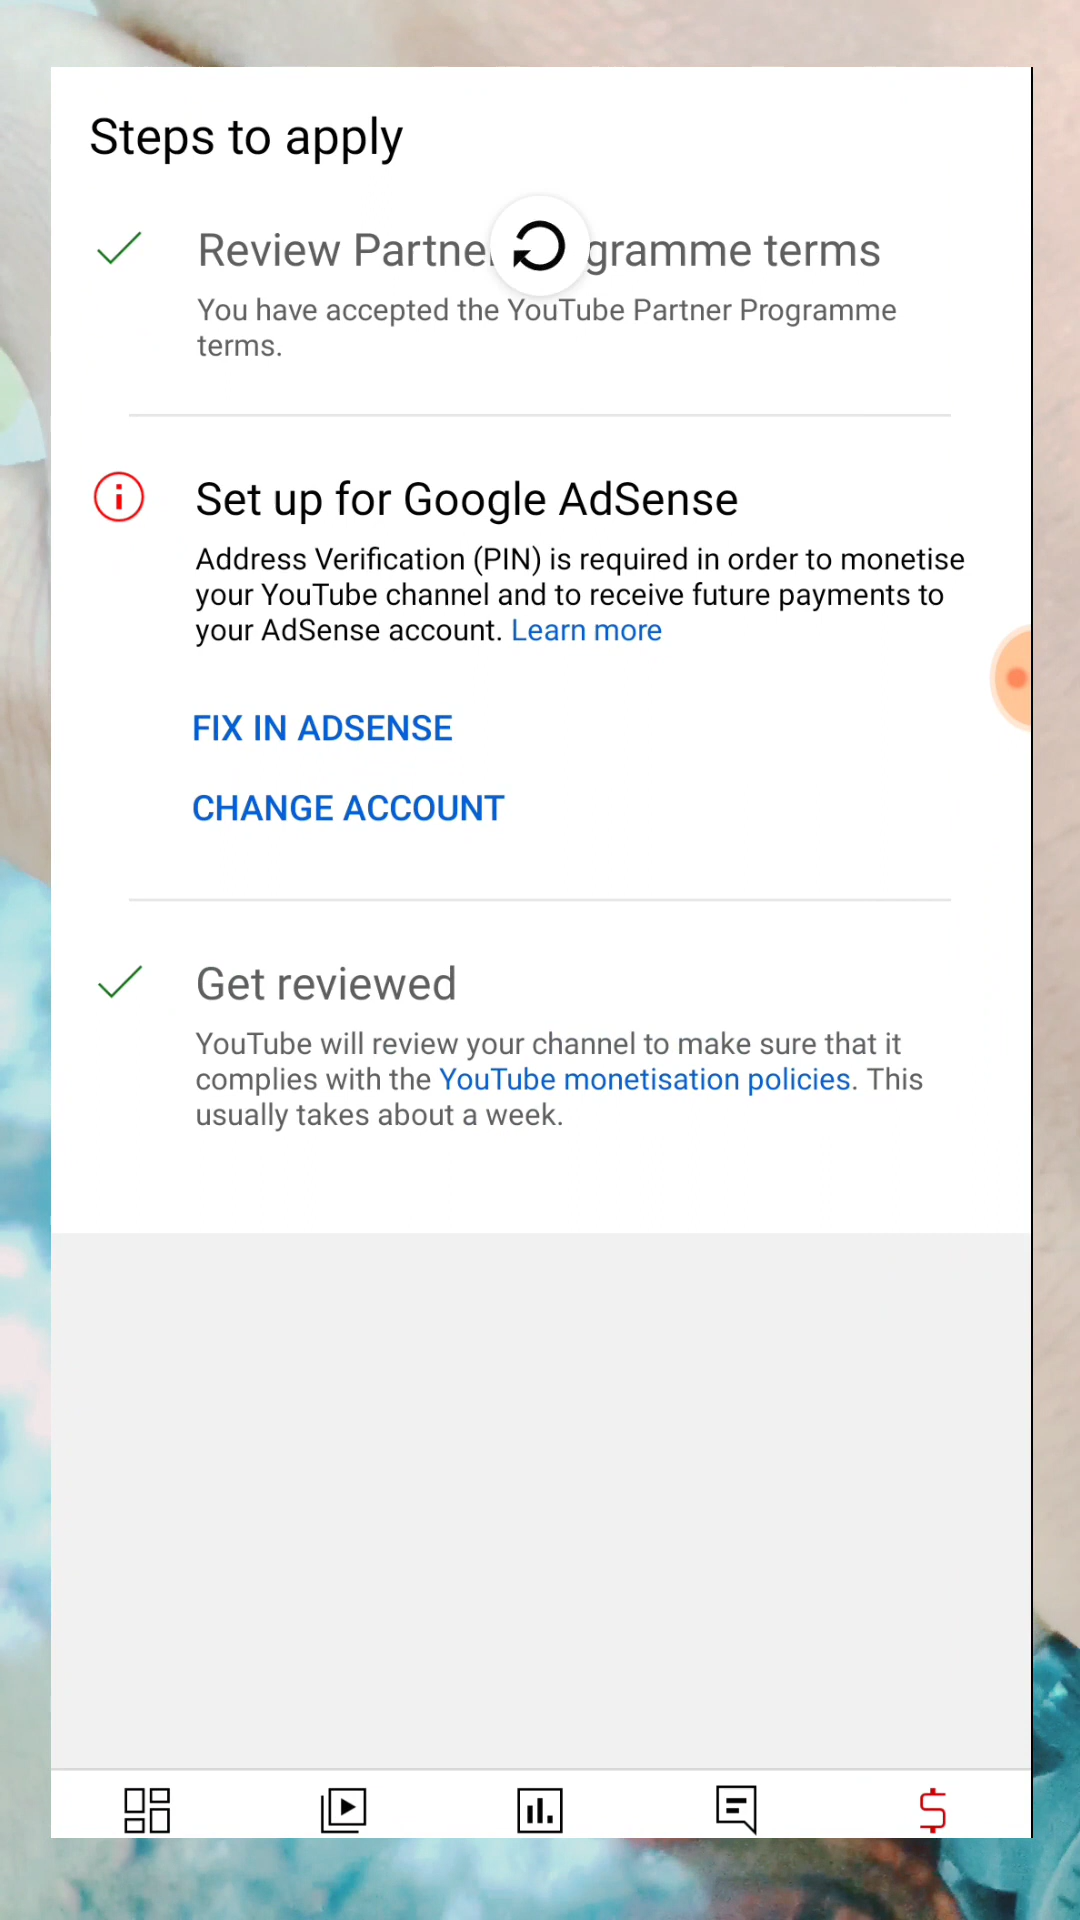 Steps to apply
Review Partner gramme terms
You have accepted the YouTube Partner Programme
terms.
Set up for Google AdSense
Address Verification (PIN) is required in order to monetise
your YouTube channel and to receive future payments to
your AdSense account. Learn more
FIX IN ADSENSE
CHANGE ACCOUNT
Get reviewed
YouTube will review your channel to make sure that it
complies with the YouTube monetisation policies. This
usually takes about a week.